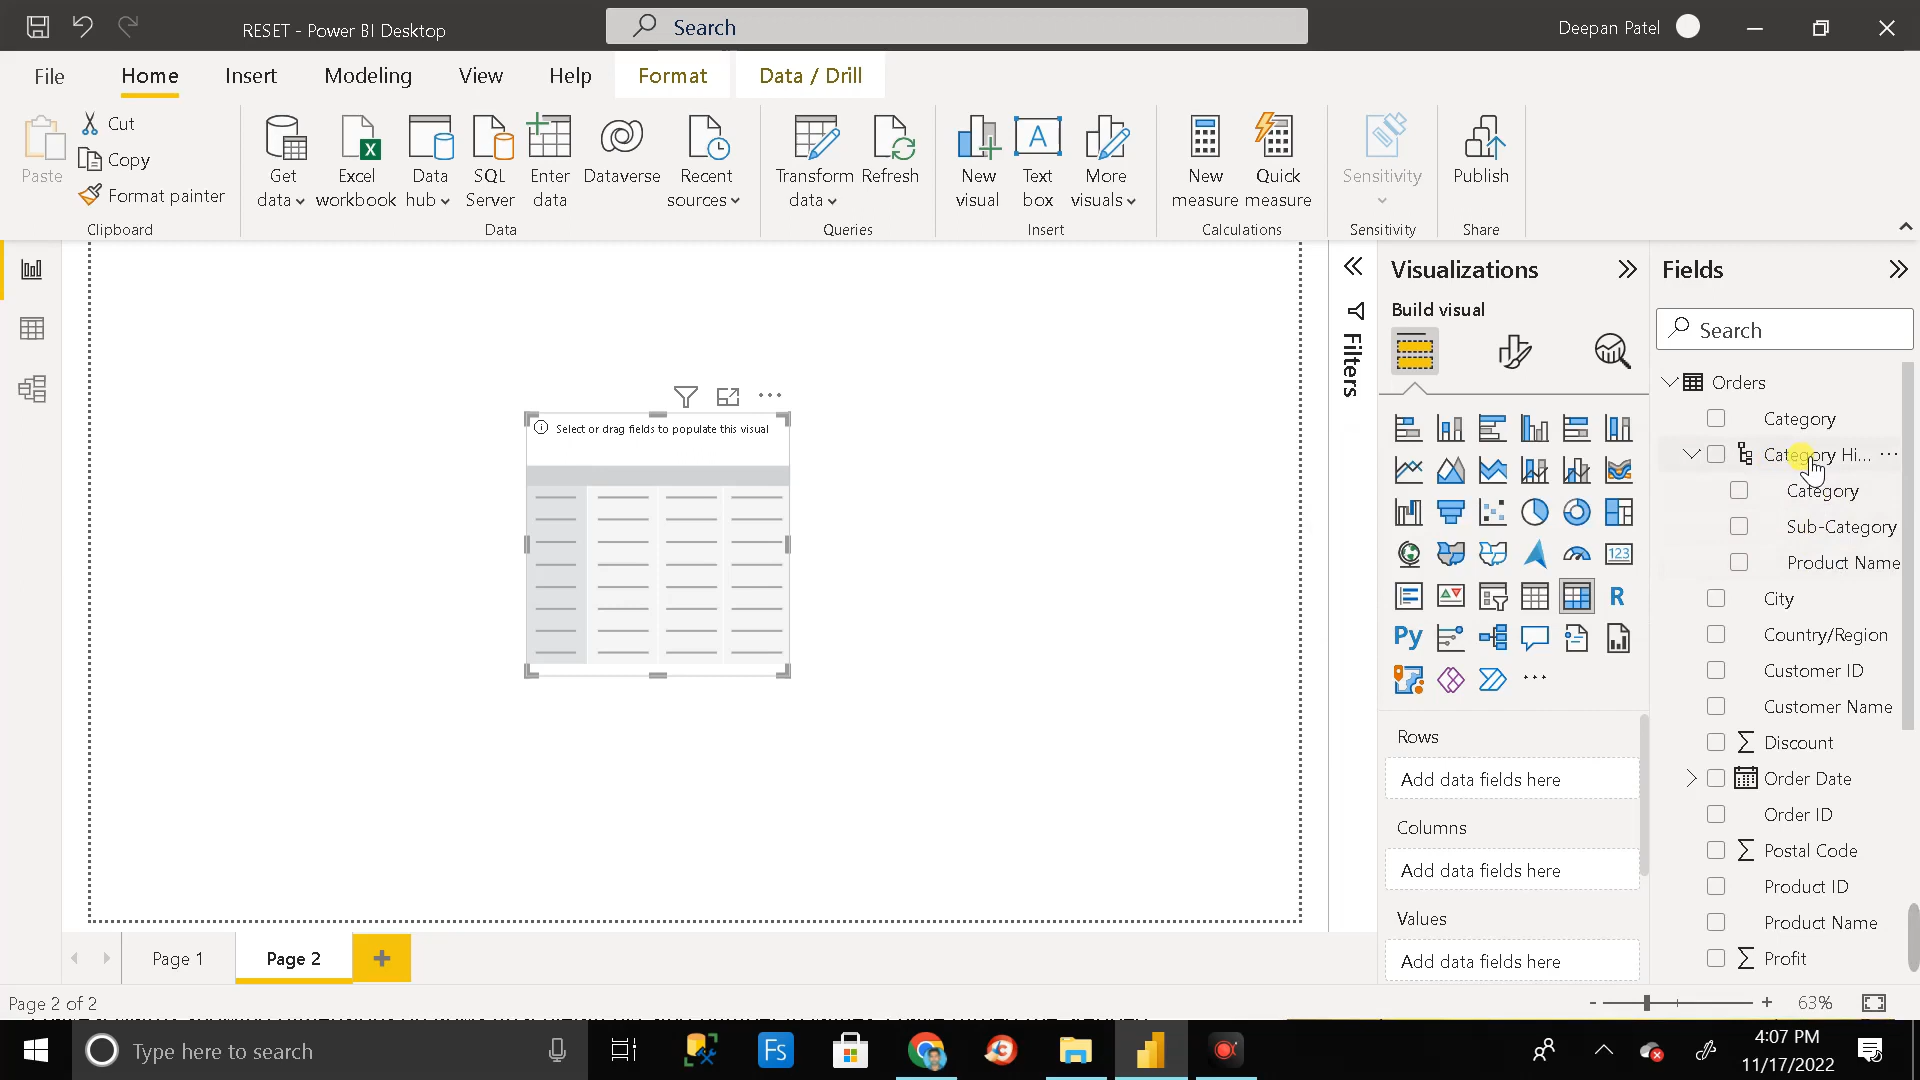 RESET - Power BI Desktop
Search
Deepan Patel
File
Home
Insert
Modeling
View
Help
Format
Data / Drill
Paste
Cut
Copy
Format painter
Clipboard
Get data
Excel workbook
Data hub
SQL Server
Enter data
Dataverse
Recent sources
Data
Transform data
Refresh
Queries
New visual
Text box
More visuals
Insert
New measure
Quick measure
Calculations
Sensitivity
Sensitivity
Publish
Share
Select or drag fields to populate this visual
Filters
Visualizations
Build visual
123
R
Py
Rows
Add data fields here
Columns
Add data fields here
Values
Add data fields here
Fields
Search
Orders
Category
Category Hi...
Category
Sub-Category
Product Name
City
Country/Region
Customer ID
Customer Name
Discount
Order Date
Order ID
Postal Code
Product ID
Product Name
Profit
Page 1
Page 2
Page 2 of 2
63%
Type here to search
Fs
4:07 PM
11/17/2022